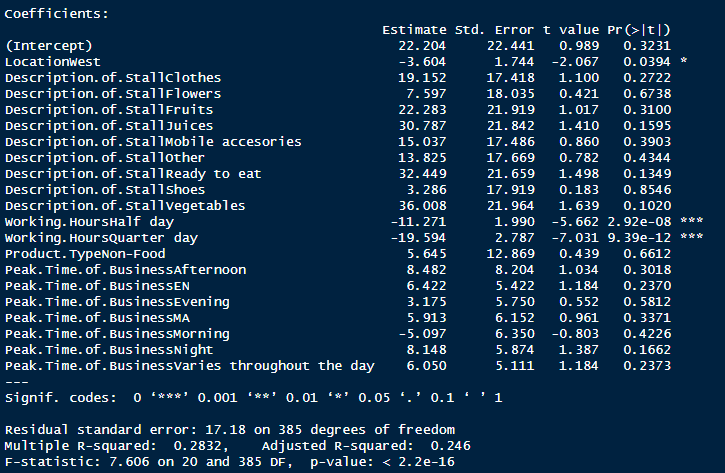 Coefficients:
Estimate Std. Error t value Pr(>|t|)
(Intercept) 22.204 22.441 0.989 0.3231
LocationWest -3.604 1.744 -2.067 0.0394 *
Description.of.StallClothes 19.152 17.418 1.100 0.2722
Description.of.StallFlowers 7.597 18.035 0.421 0.6738
Description.of.StallFruits 22.283 21.919 1.017 0.3100
Description.of.StallJuices 30.787 21.842 1.410 0.1595
Description.of.StallMobile accesories 15.037 17.486 0.860 0.3903
Description.of.StallOther 13.825 17.669 0.782 0.4344
Description.of.StallReady to eat 32.449 21.659 1.498 0.1349
Description.of.StallShoes 3.286 17.919 0.183 0.8546
Description.of.StallVegetables 36.008 21.964 1.639 0.1020
Working.HoursHalf day -11.271 1.990 -5.662 2.92e-08 ***
Working.HoursQuarter day -19.594 2.787 -7.031 9.39e-12 ***
Product.TypeNon-Food 5.645 12.869 0.439 0.6612
Peak.Time.of.BusinessAfternoon 8.482 8.204 1.034 0.3018
Peak.Time.of.BusinessEN 6.422 5.422 1.184 0.2370
Peak.Time.of.BusinessEvening 3.175 5.750 0.552 0.5812
Peak.Time.of.BusinessMA 5.913 6.152 0.961 0.3371
Peak.Time.of.BusinessMorning -5.097 6.350 -0.803 0.4226
Peak.Time.of.BusinessNight 8.148 5.874 1.387 0.1662
Peak.Time.of.BusinessVaries throughout the day 6.050 5.111 1.184 0.2373
---
Signif. codes: 0 ‘***’ 0.001 ‘**’ 0.01 ‘*’ 0.05 ‘.’ 0.1 ‘ ’ 1
Residual standard error: 17.18 on 385 degrees of freedom
Multiple R-squared: 0.2832, Adjusted R-squared: 0.246
F-statistic: 7.606 on 20 and 385 DF, p-value: < 2.2e-16